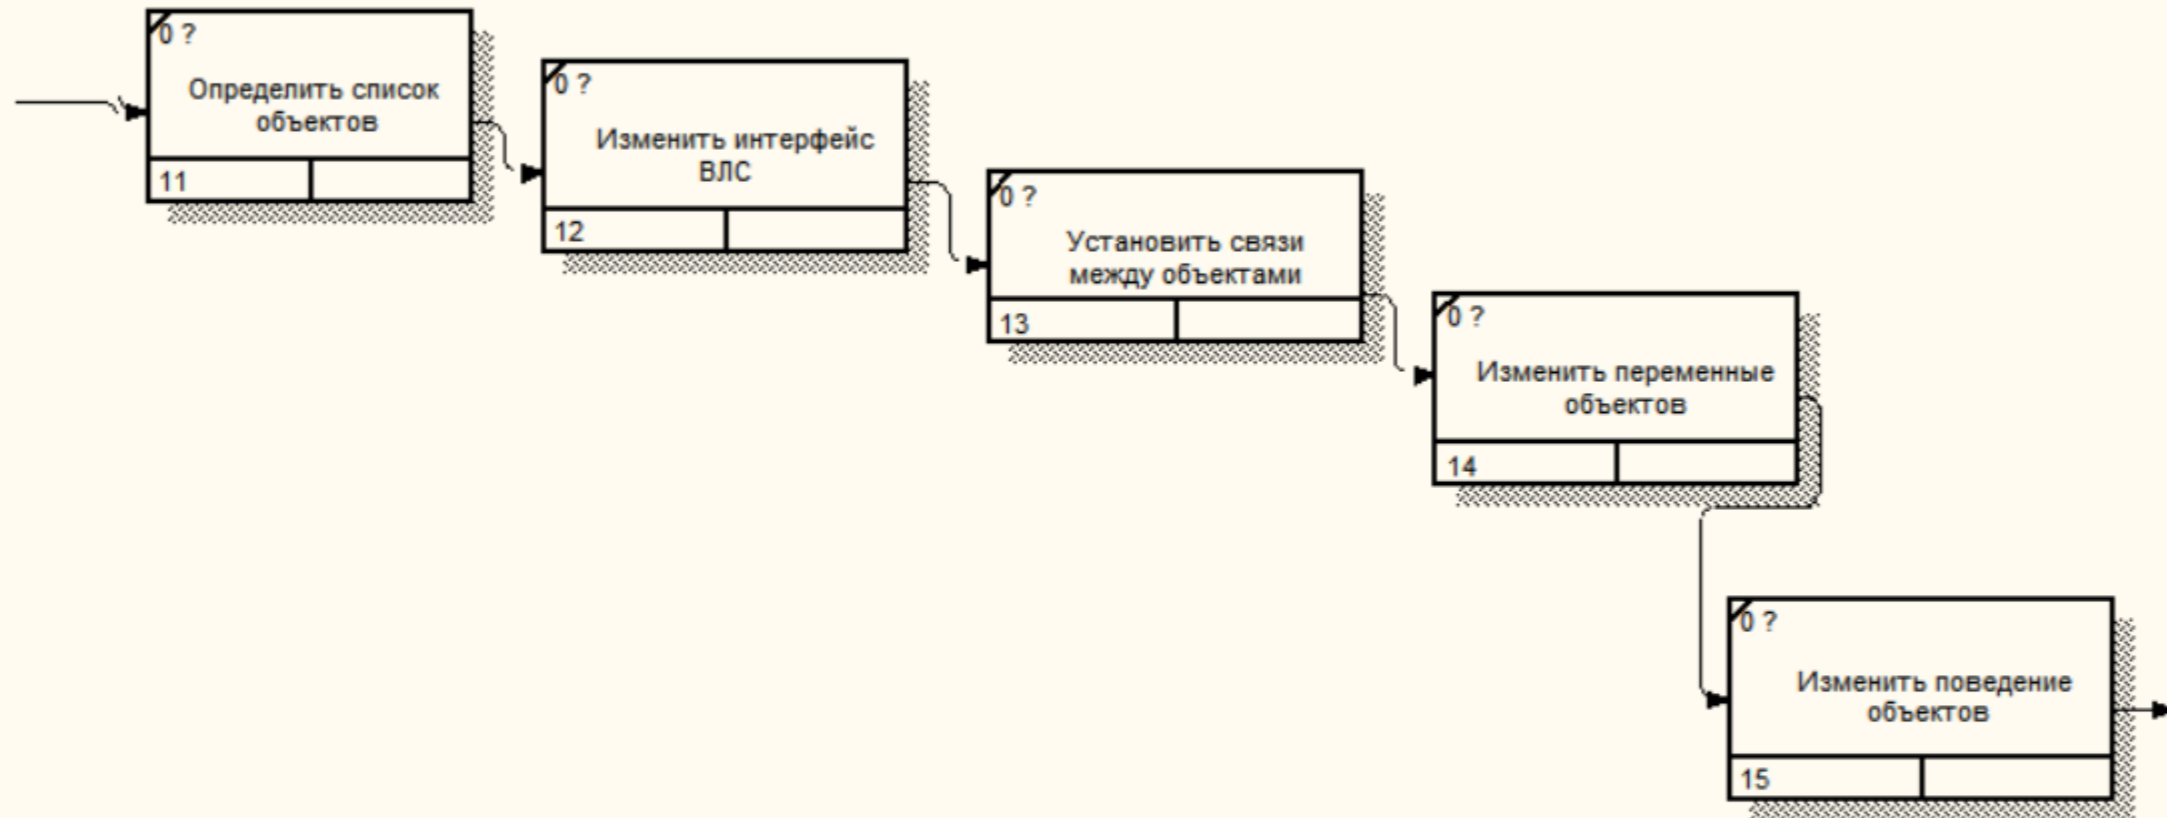 0 ?
Определить список
объектов
11
0 ?
Изменить интерфейс
ВЛС
12
0 ?
Установить связи
между объектами
13
0 ?
Изменить переменные
объектов
14
0 ?
Изменить поведение
объектов
15